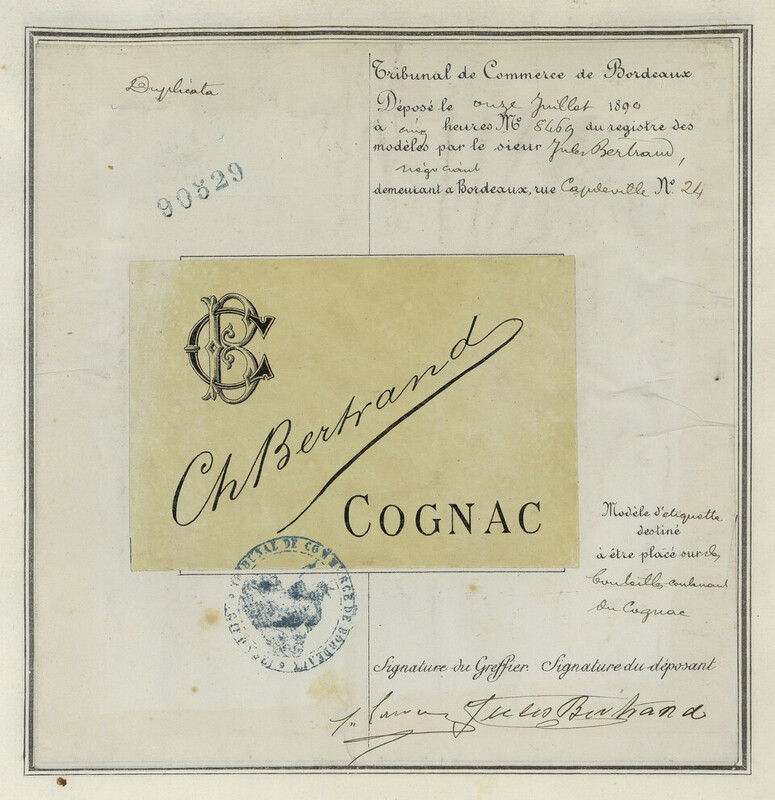 Duplicata
90829
Tribunal de Commerce de Bordeaux
Déposé le onze Juillet 1890
à cinq heures No 8469 du registre des
modèles par le sieur Jules Bertrand,
négociant
demeurant à Bordeaux, rue Capdeville No. 24
CB
Ch Bertrand
COGNAC
Modèle d'étiquette
destiné
à être placé sur des
bouteilles contenant
du Cognac
TRIBUNAL DE COMMERCE DE BORDEAUX
Signature du Greffier. Signature du déposant
Jules Bertrand